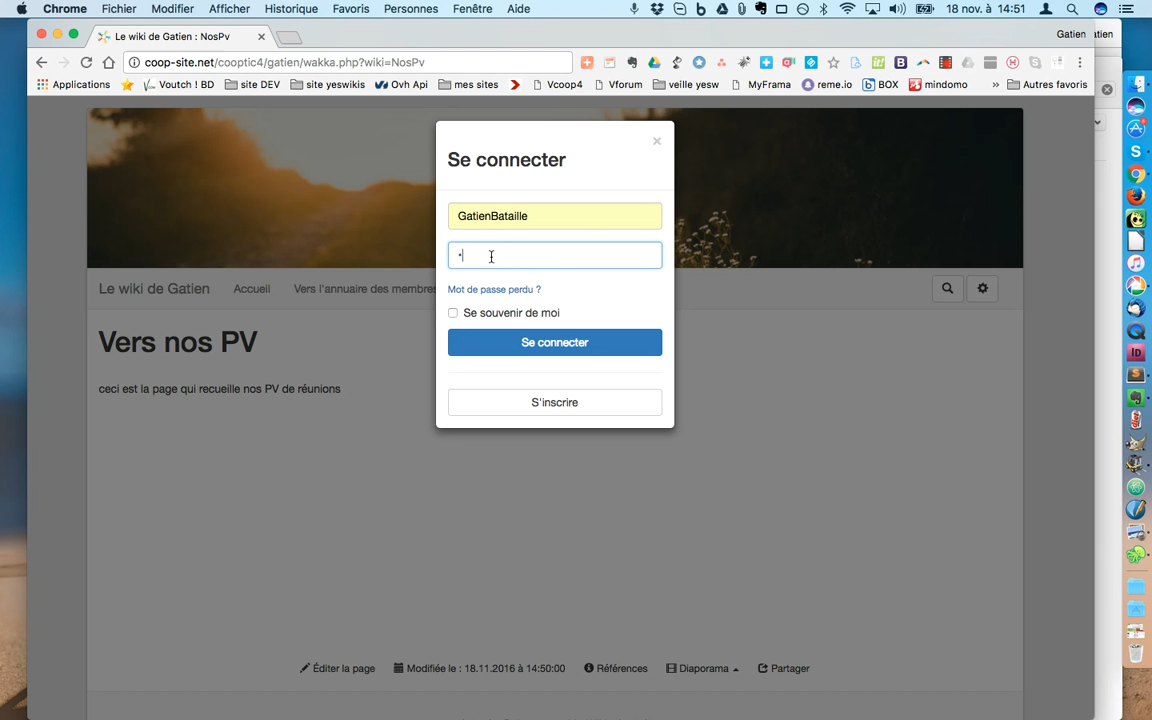 Chrome Fichier Modifier Afficher Historique Favoris Personnes Fenêtre Aide 18 nov. à 14:51
Le wiki de Gatien : NosPv Gatien
coop-site.net/cooptic4/gatien/wakka.php?wiki=NosPv
Applications Voutch ! BD site DEV site yeswikis Ovh Api mes sites Vcoop4 Vforum veille yesw MyFrama reme.io BOX mindomo » Autres favoris
Se connecter
×
GatienBataille
Mot de passe perdu ?
Se souvenir de moi
Se connecter
S'inscrire
Le wiki de Gatien Accueil Vers l'annuaire des membres
Vers nos PV
ceci est la page qui recueille nos PV de réunions
Éditer la page Modifiée le : 18.11.2016 à 14:50:00 Références Diaporama Partager